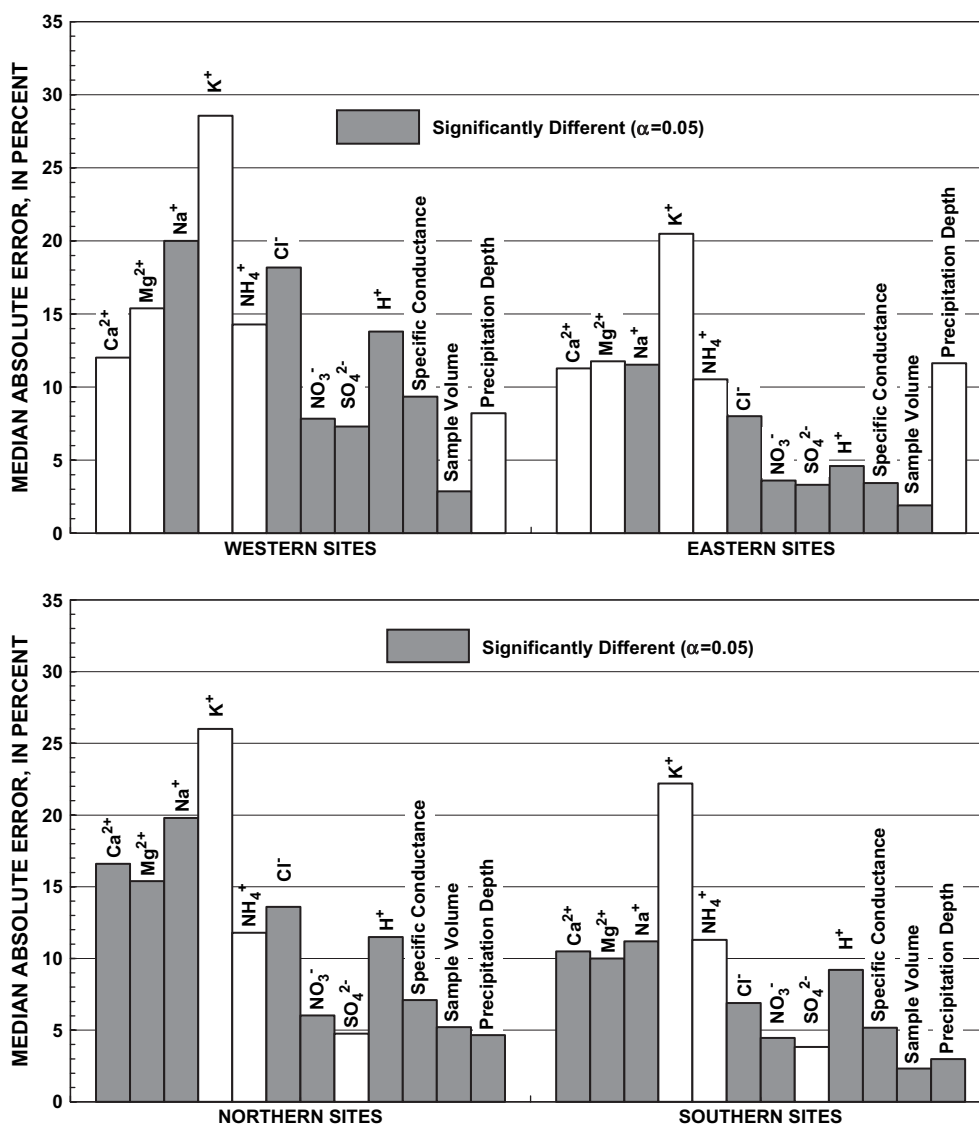 MEDIAN ABSOLUTE ERROR, IN PERCENT
35
30
25
20
15
10
5
0
Significantly Different (α=0.05)
Ca²⁺
Mg²⁺
Na⁺
K⁺
NH₄⁺
Cl⁻
NO₃⁻
SO₄²⁻
H⁺
Specific Conductance
Sample Volume
Precipitation Depth
WESTERN SITES
Ca²⁺
Mg²⁺
Na⁺
K⁺
NH₄⁺
Cl⁻
NO₃⁻
SO₄²⁻
H⁺
Specific Conductance
Sample Volume
Precipitation Depth
EASTERN SITES
MEDIAN ABSOLUTE ERROR, IN PERCENT
35
30
25
20
15
10
5
0
Significantly Different (α=0.05)
Ca²⁺
Mg²⁺
Na⁺
K⁺
NH₄⁺
Cl⁻
NO₃⁻
SO₄²⁻
H⁺
Specific Conductance
Sample Volume
Precipitation Depth
NORTHERN SITES
Ca²⁺
Mg²⁺
Na⁺
K⁺
NH₄⁺
Cl⁻
NO₃⁻
SO₄²⁻
H⁺
Specific Conductance
Sample Volume
Precipitation Depth
SOUTHERN SITES